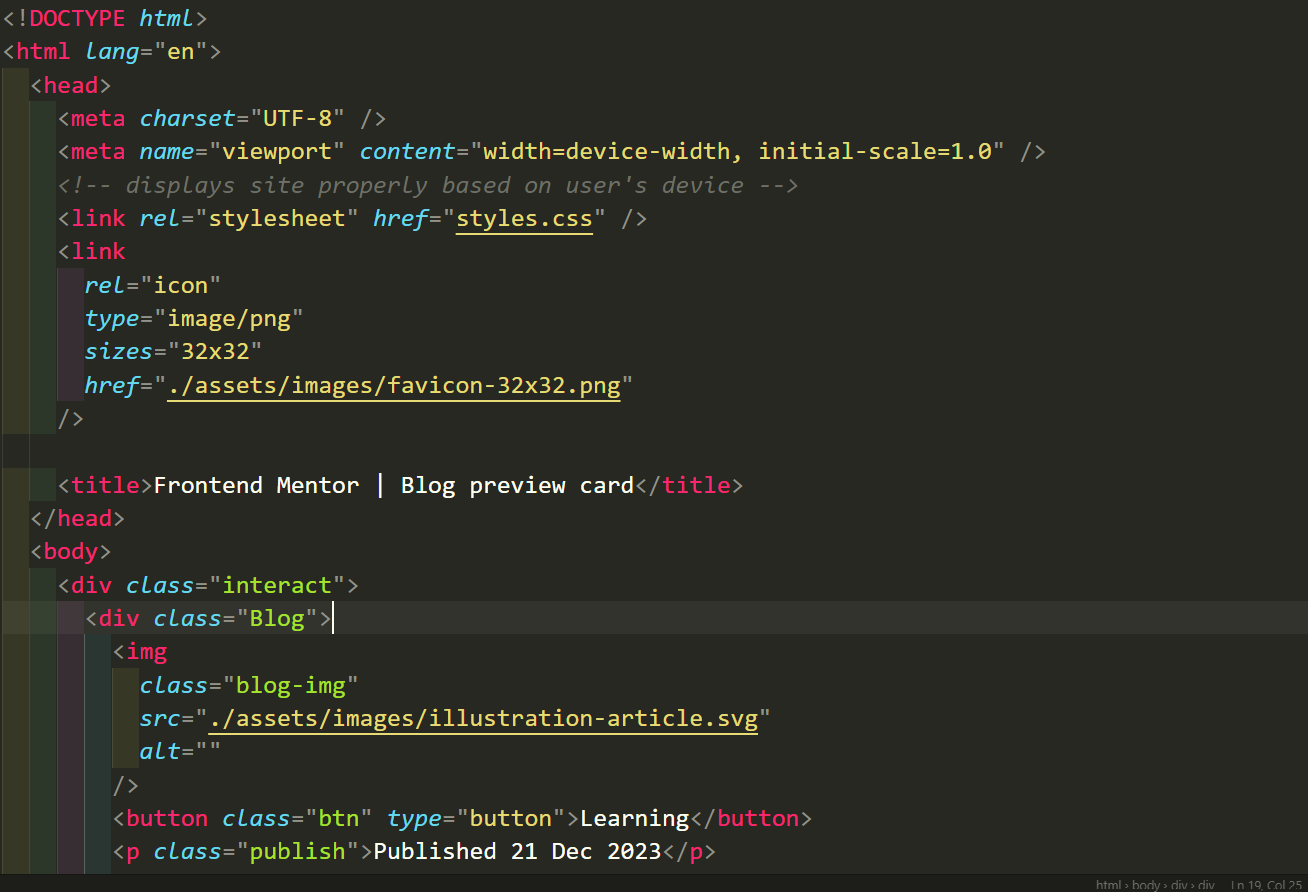 <!DOCTYPE html>
<html lang="en">
<head>
<meta charset="UTF-8" />
<meta name="viewport" content="width=device-width, initial-scale=1.0" />
<!-- displays site properly based on user's device -->
<link rel="stylesheet" href="styles.css" />
<link
rel="icon"
type="image/png"
sizes="32x32"
href="./assets/images/favicon-32x32.png"
/>
<title>Frontend Mentor | Blog preview card</title>
</head>
<body>
<div class="interact">
<div class="Blog">
<img
class="blog-img"
src="./assets/images/illustration-article.svg"
alt=""
/>
<button class="btn" type="button">Learning</button>
<p class="publish">Published 21 Dec 2023</p>
html › body › div › div Ln 19, Col 25